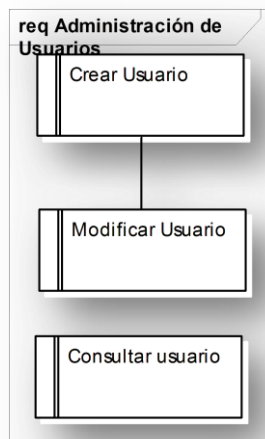 req Administración de
Usuarios
Crear Usuario
Modificar Usuario
Consultar usuario